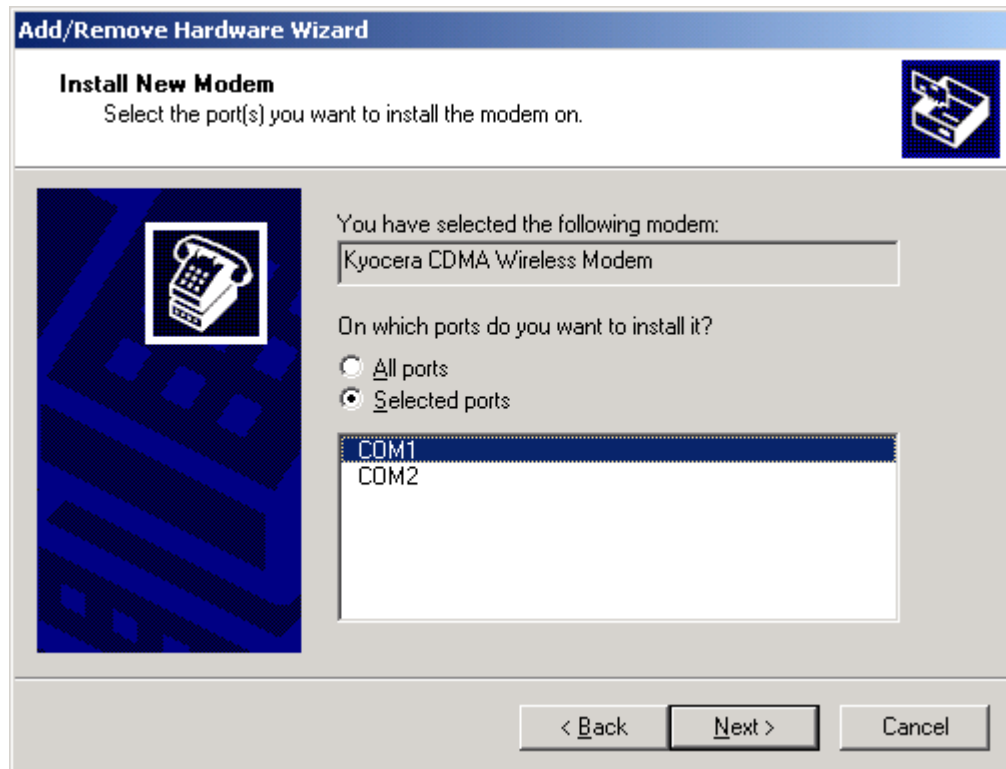 Add/Remove Hardware Wizard
Install New Modem
Select the port(s) you want to install the modem on.
You have selected the following modem:
Kyocera CDMA Wireless Modem
On which ports do you want to install it?
All ports
Selected ports
COM1
COM2
< Back Next > Cancel